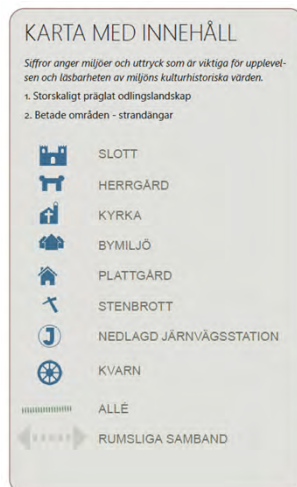 KARTA MED INNEHÅLL
Siffror anger miljöer och uttryck som är viktiga för upplevel-
sen och läsbarheten av miljöns kulturhistoriska värden.
1. Storskaligt präglat odlingslandskap
2. Betade områden - strandängar
SLOTT
HERRGÅRD
KYRKA
BYMILJÖ
PLATTGÅRD
STENBROTT
J NEDLAGD JÄRNVÄGSSTATION
KVARN
ALLÉ
RUMSLIGA SAMBAND